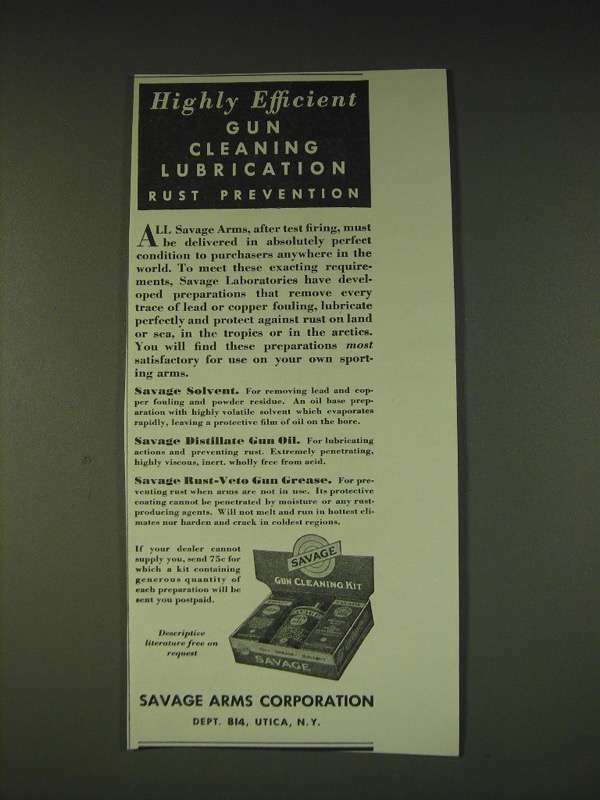 Highly Efficient
GUN
CLEANING
LUBRICATION
RUST PREVENTION
ALL Savage Arms, after test firing, must
be delivered in absolutely perfect
condition to purchasers anywhere in the
world. To meet these exacting require-
ments, Savage Laboratories have devel-
oped preparations that remove every
trace of lead or copper fouling, lubricate
perfectly and protect against rust on land
or sea, in the tropics or in the arctics.
You will find these preparations most
satisfactory for use on your own sport-
ing arms.
Savage Solvent. For removing lead and cop-
per fouling and powder residue. An oil base prep-
aration with highly volatile solvent which evaporates
rapidly, leaving a protective film of oil on the bore.
Savage Distillate Gun Oil. For lubricating
actions and preventing rust. Extremely penetrating,
highly viscous, inert, wholly free from acid.
Savage Rust-Veto Gun Grease. For pre-
venting rust when arms are not in use. Its protective
coating cannot be penetrated by moisture or any rust-
producing agents. Will not melt and run in hottest cli-
mates nor harden and crack in coldest regions.
If your dealer cannot
supply you, send 75c for
which a kit containing
generous quantity of
each preparation will be
sent you postpaid.
Descriptive
literature free on
request
SAVAGE
GUN CLEANING KIT
SAVAGE
SAVAGE ARMS CORPORATION
DEPT. 814, UTICA, N.Y.